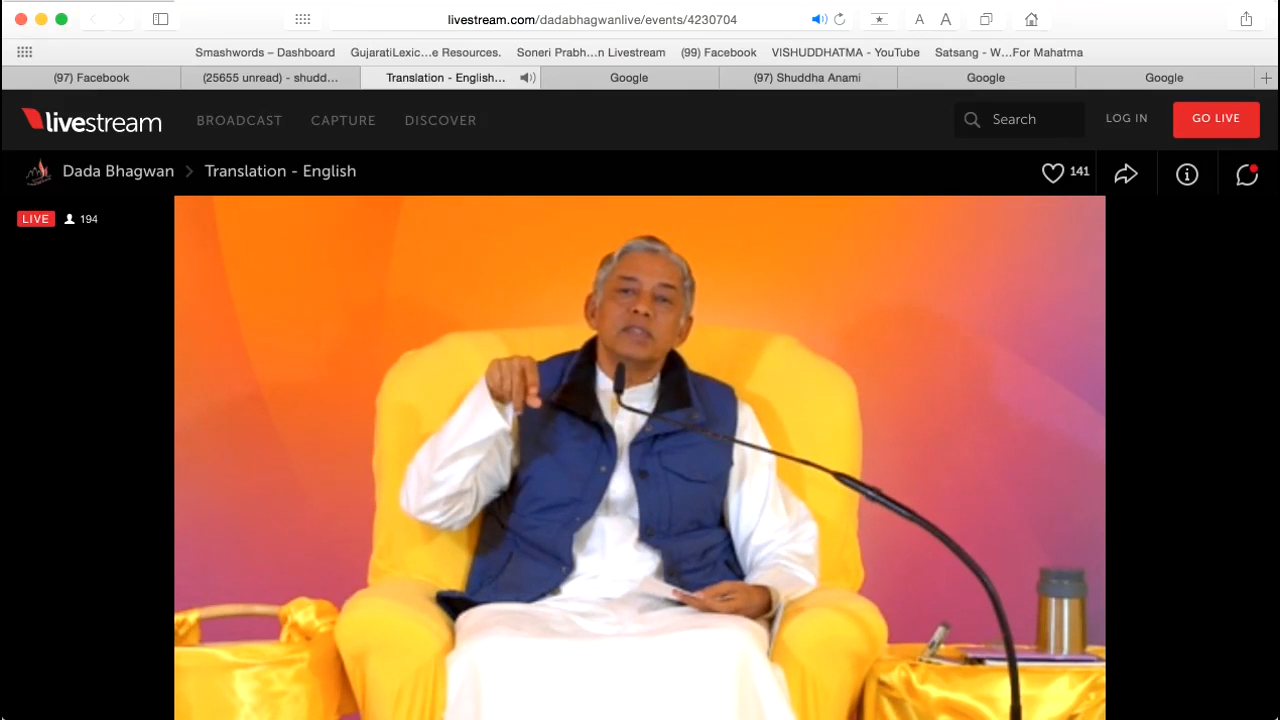 livestream.com/dadabhagwanlive/events/4230704
A A
Smashwords – Dashboard GujaratiLexic...e Resources. Soneri Prabh...n Livestream (99) Facebook VISHUDDHATMA - YouTube Satsang - W...For Mahatma
(97) Facebook (25655 unread) - shudd... Translation - English... Google (97) Shuddha Anami Google Google
livestream BROADCAST CAPTURE DISCOVER Search LOG IN GO LIVE
Dada Bhagwan > Translation - English 141
LIVE 194